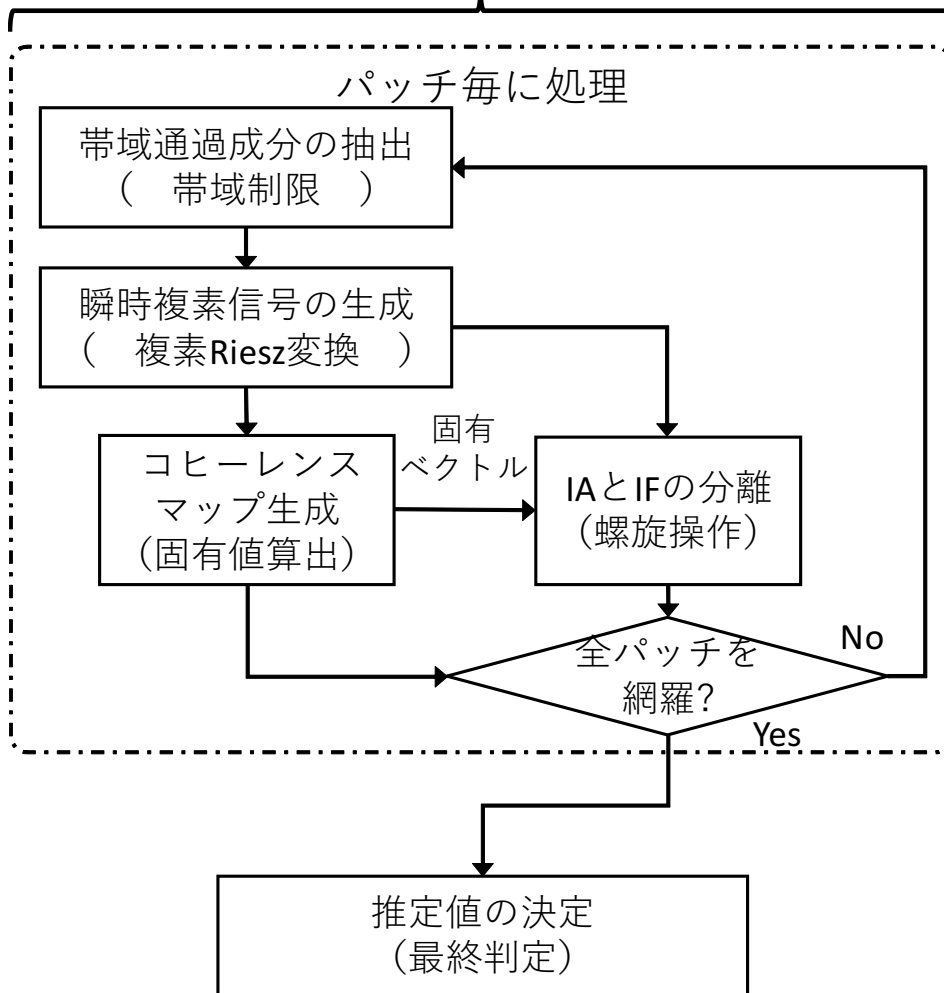 パッチ毎に処理
帯域通過成分の抽出
(　帯域制限　)
瞬時複素信号の生成
(　複素Riesz変換　)
コヒーレンス
マップ生成
(固有値算出)
固有
ベクトル
IAとIFの分離
(螺旋操作)
全パッチを
網羅?
No
Yes
推定値の決定
(最終判定)